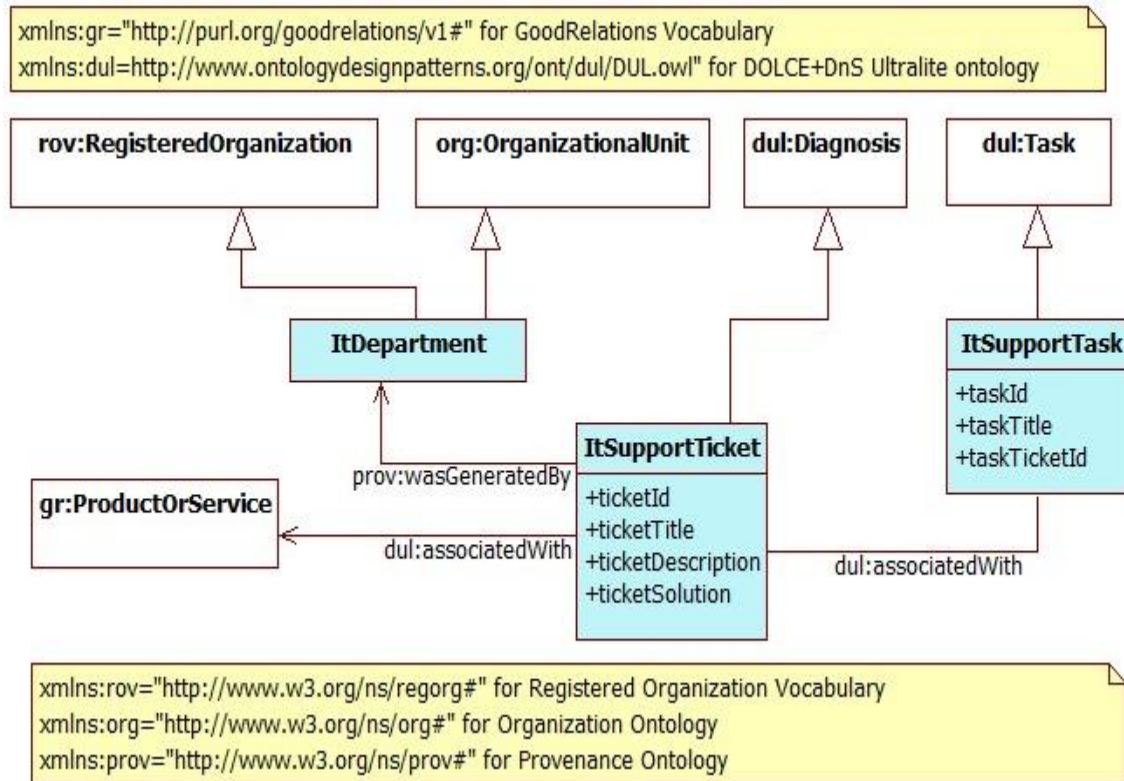 xmlns:gr="http://purl.org/goodrelations/v1#" for GoodRelations Vocabulary
xmlns:dul=http://www.ontologydesignpatterns.org/ont/dul/DUL.owl" for DOLCE+DnS Ultralite ontology
rov:RegisteredOrganization
org:OrganizationalUnit
dul:Diagnosis
dul:Task
ItDepartment
ItSupportTask
+taskId
+taskTitle
+taskTicketId
ItSupportTicket
+ticketId
+ticketTitle
+ticketDescription
+ticketSolution
prov:wasGeneratedBy
gr:ProductOrService
dul:associatedWith
dul:associatedWith
xmlns:rov="http://www.w3.org/ns/regorg#" for Registered Organization Vocabulary
xmlns:org="http://www.w3.org/ns/org#" for Organization Ontology
xmlns:prov="http://www.w3.org/ns/prov#" for Provenance Ontology